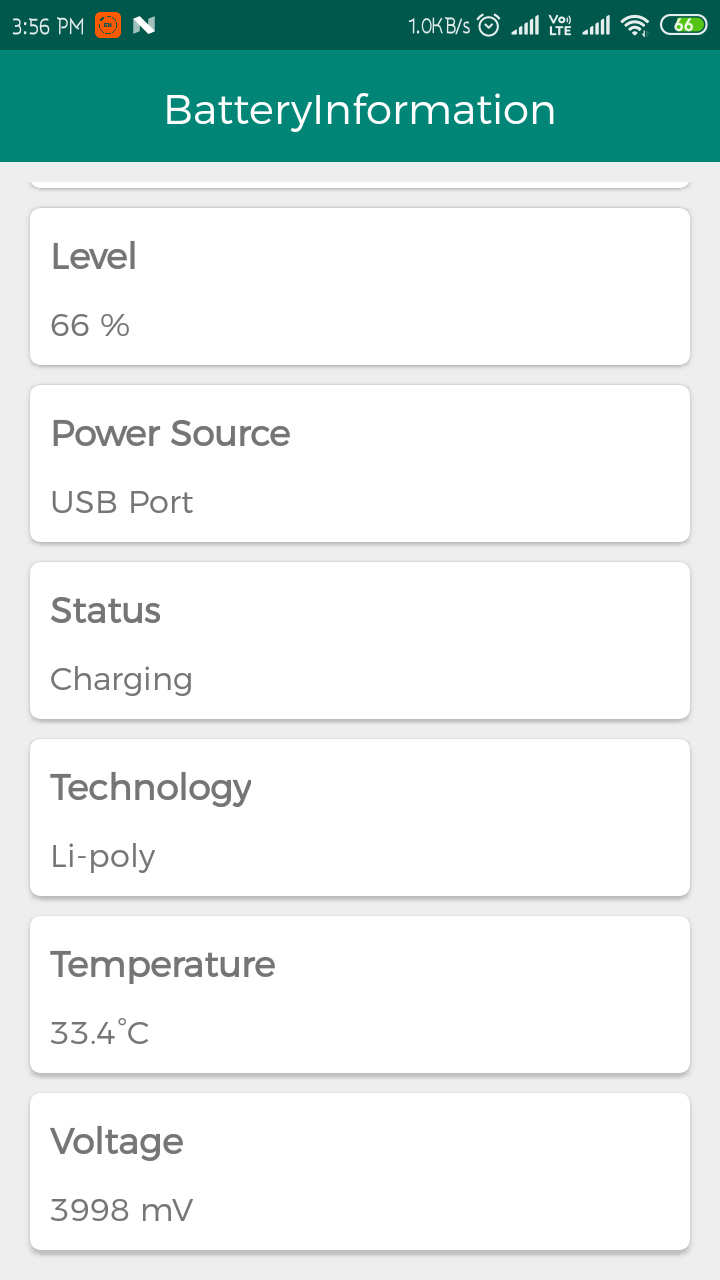 3:56 PM 1.0KB/s Vo) LTE 66
BatteryInformation
Level
66 %
Power Source
USB Port
Status
Charging
Technology
Li-poly
Temperature
33.4°C
Voltage
3998 mV